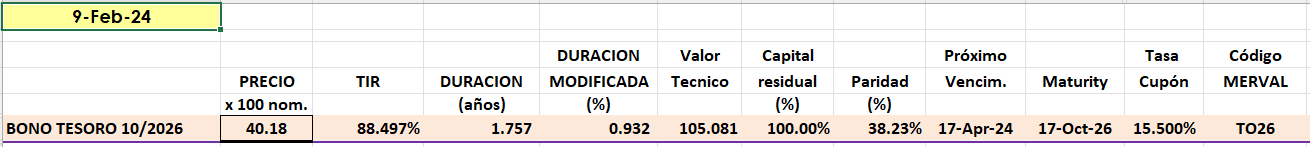 9-Feb-24
DURACION Valor Capital Próximo Tasa Código
PRECIO TIR DURACION MODIFICADA Tecnico residual Paridad Vencim. Maturity Cupón MERVAL
x 100 nom. (años) (%) (%) (%)
BONO TESORO 10/2026 40.18 88.497% 1.757 0.932 105.081 100.00% 38.23% 17-Apr-24 17-Oct-26 15.500% TO26